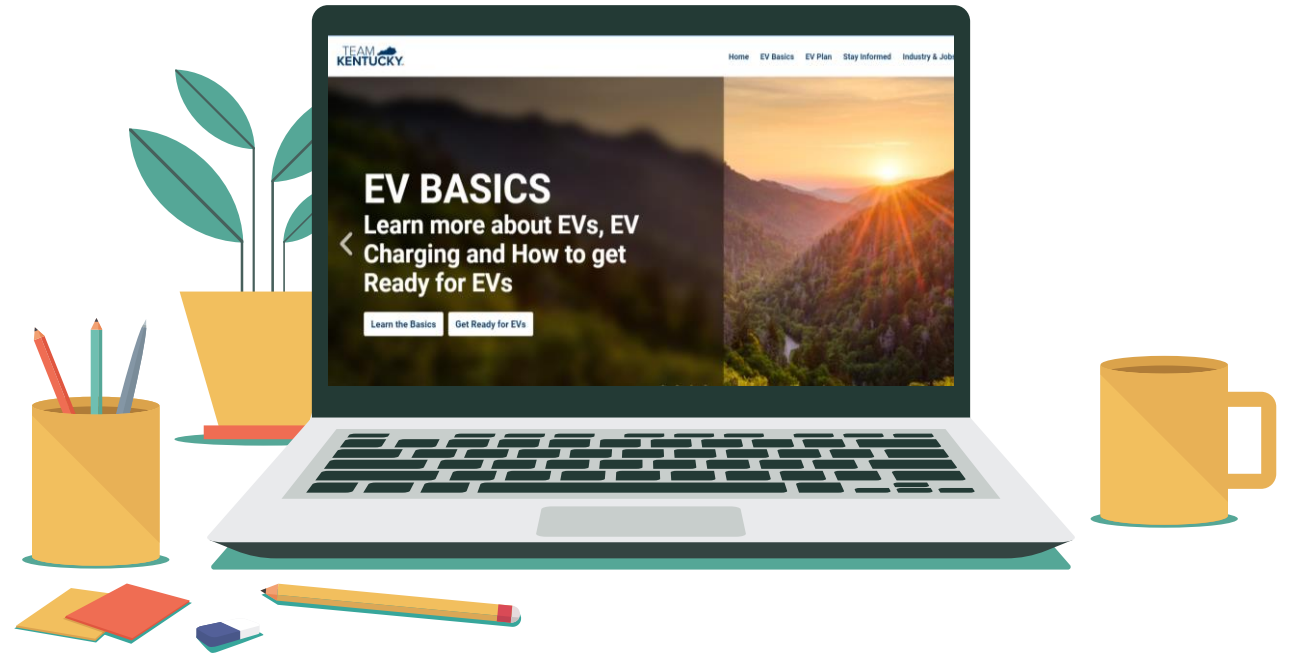 TEAM
KENTUCKY
Home EV Basics EV Plan Stay Informed Industry & Jobs
EV BASICS
Learn more about EVs, EV
Charging and How to get
Ready for EVs
Learn the Basics Get Ready for EVs